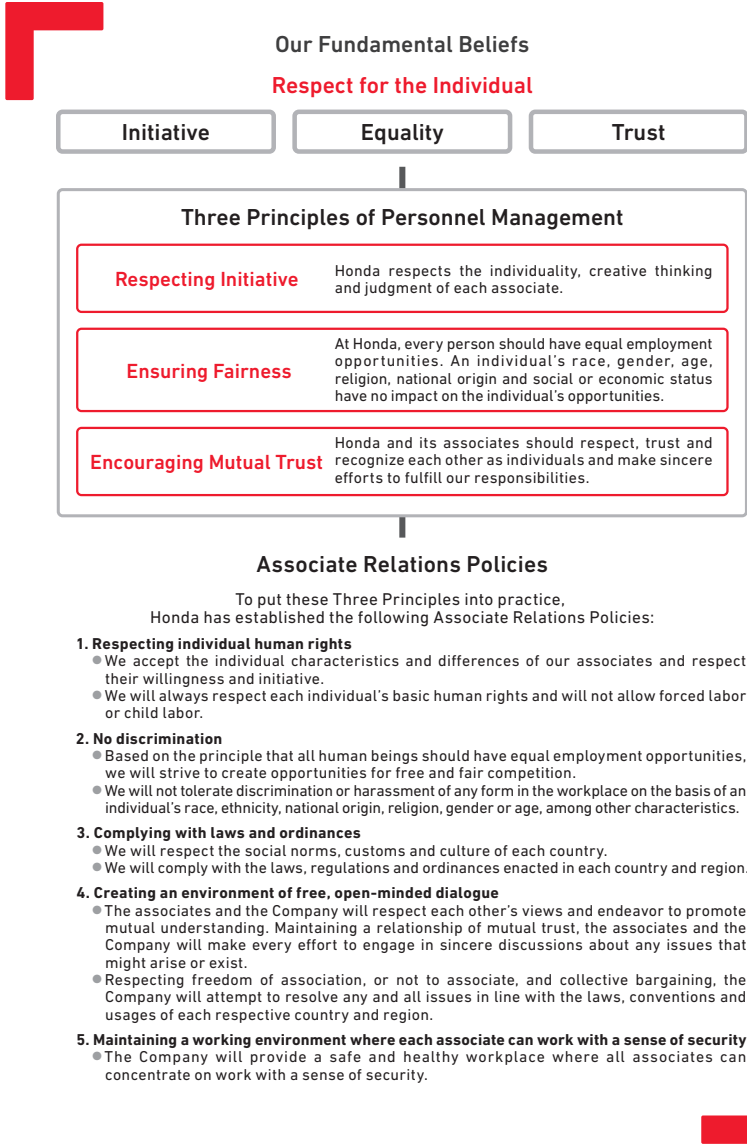 Our Fundamental Beliefs
Respect for the Individual
Initiative
Equality
Trust
Three Principles of Personnel Management
Respecting Initiative
Honda respects the individuality, creative thinking
and judgment of each associate.
Ensuring Fairness
At Honda, every person should have equal employment
opportunities. An individual's race, gender, age,
religion, national origin and social or economic status
have no impact on the individual's opportunities.
Encouraging Mutual Trust
Honda and its associates should respect, trust and
recognize each other as individuals and make sincere
efforts to fulfill our responsibilities.
Associate Relations Policies
To put these Three Principles into practice,
Honda has established the following Associate Relations Policies:
1. Respecting individual human rights
● We accept the individual characteristics and differences of our associates and respect
their willingness and initiative.
● We will always respect each individual's basic human rights and will not allow forced labor
or child labor.
2. No discrimination
● Based on the principle that all human beings should have equal employment opportunities,
we will strive to create opportunities for free and fair competition.
● We will not tolerate discrimination or harassment of any form in the workplace on the basis of an
individual's race, ethnicity, national origin, religion, gender or age, among other characteristics.
3. Complying with laws and ordinances
● We will respect the social norms, customs and culture of each country.
● We will comply with the laws, regulations and ordinances enacted in each country and region.
4. Creating an environment of free, open-minded dialogue
● The associates and the Company will respect each other's views and endeavor to promote
mutual understanding. Maintaining a relationship of mutual trust, the associates and the
Company will make every effort to engage in sincere discussions about any issues that
might arise or exist.
● Respecting freedom of association, or not to associate, and collective bargaining, the
Company will attempt to resolve any and all issues in line with the laws, conventions and
usages of each respective country and region.
5. Maintaining a working environment where each associate can work with a sense of security
● The Company will provide a safe and healthy workplace where all associates can
concentrate on work with a sense of security.